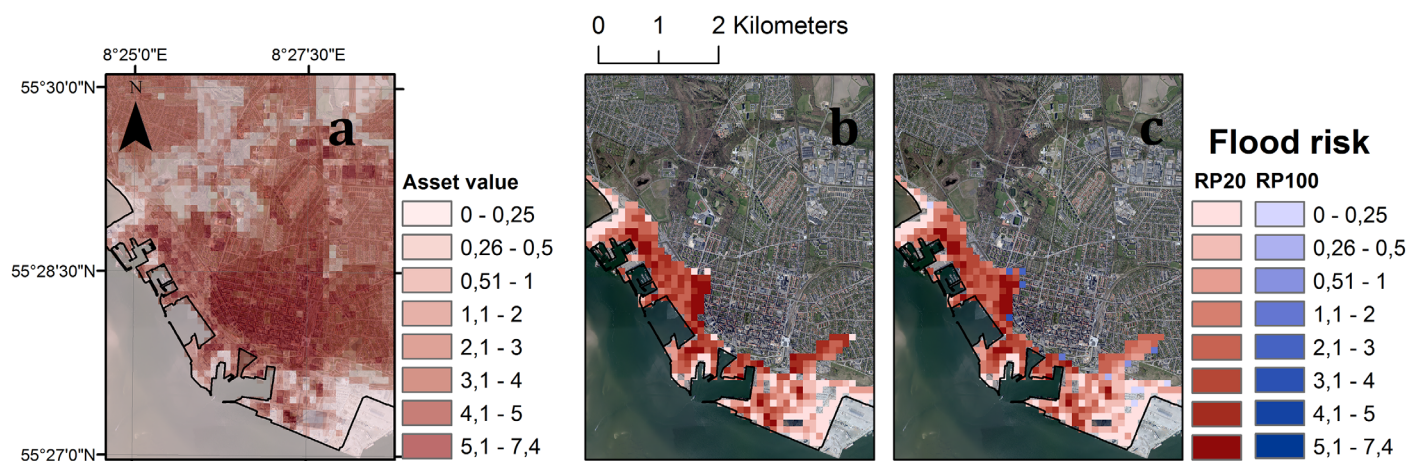 0 1 2 Kilometers
8°25'0"E 8°27'30"E
55°30'0"N
55°28'30"N
55°27'0"N
N
a
b
c
Asset value
0 - 0,25
0,26 - 0,5
0,51 - 1
1,1 - 2
2,1 - 3
3,1 - 4
4,1 - 5
5,1 - 7,4
Flood risk
RP20 RP100
0 - 0,25
0,26 - 0,5
0,51 - 1
1,1 - 2
2,1 - 3
3,1 - 4
4,1 - 5
5,1 - 7,4